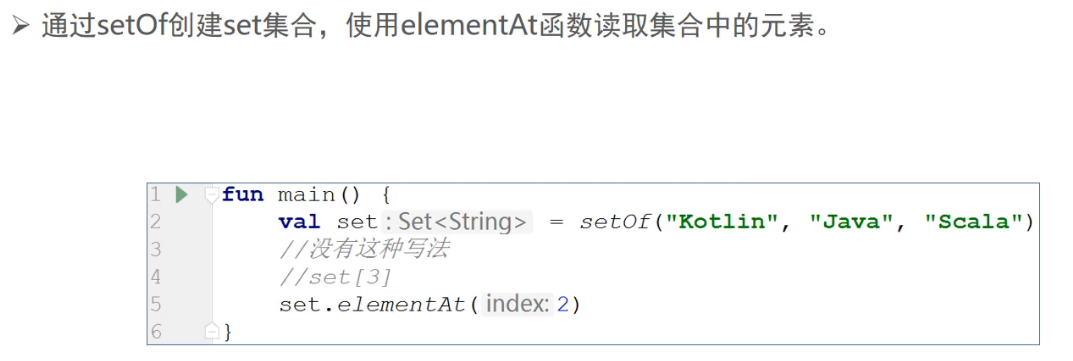 ➢ 通过setOf创建set集合，使用elementAt函数读取集合中的元素。
1 fun main() {
2 val set: Set<String> = setOf("Kotlin", "Java", "Scala")
3 //没有这种写法
4 //set[3]
5 set.elementAt( index: 2)
6 }